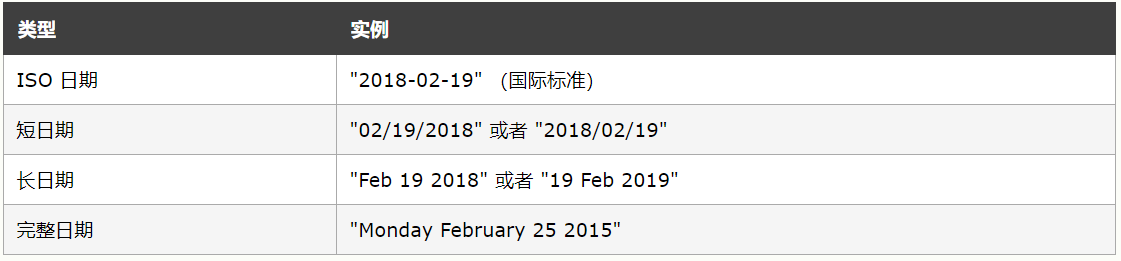 类型 实例
ISO 日期 "2018-02-19" （国际标准）
短日期 "02/19/2018" 或者 "2018/02/19"
长日期 "Feb 19 2018" 或者 "19 Feb 2019"
完整日期 "Monday February 25 2015"